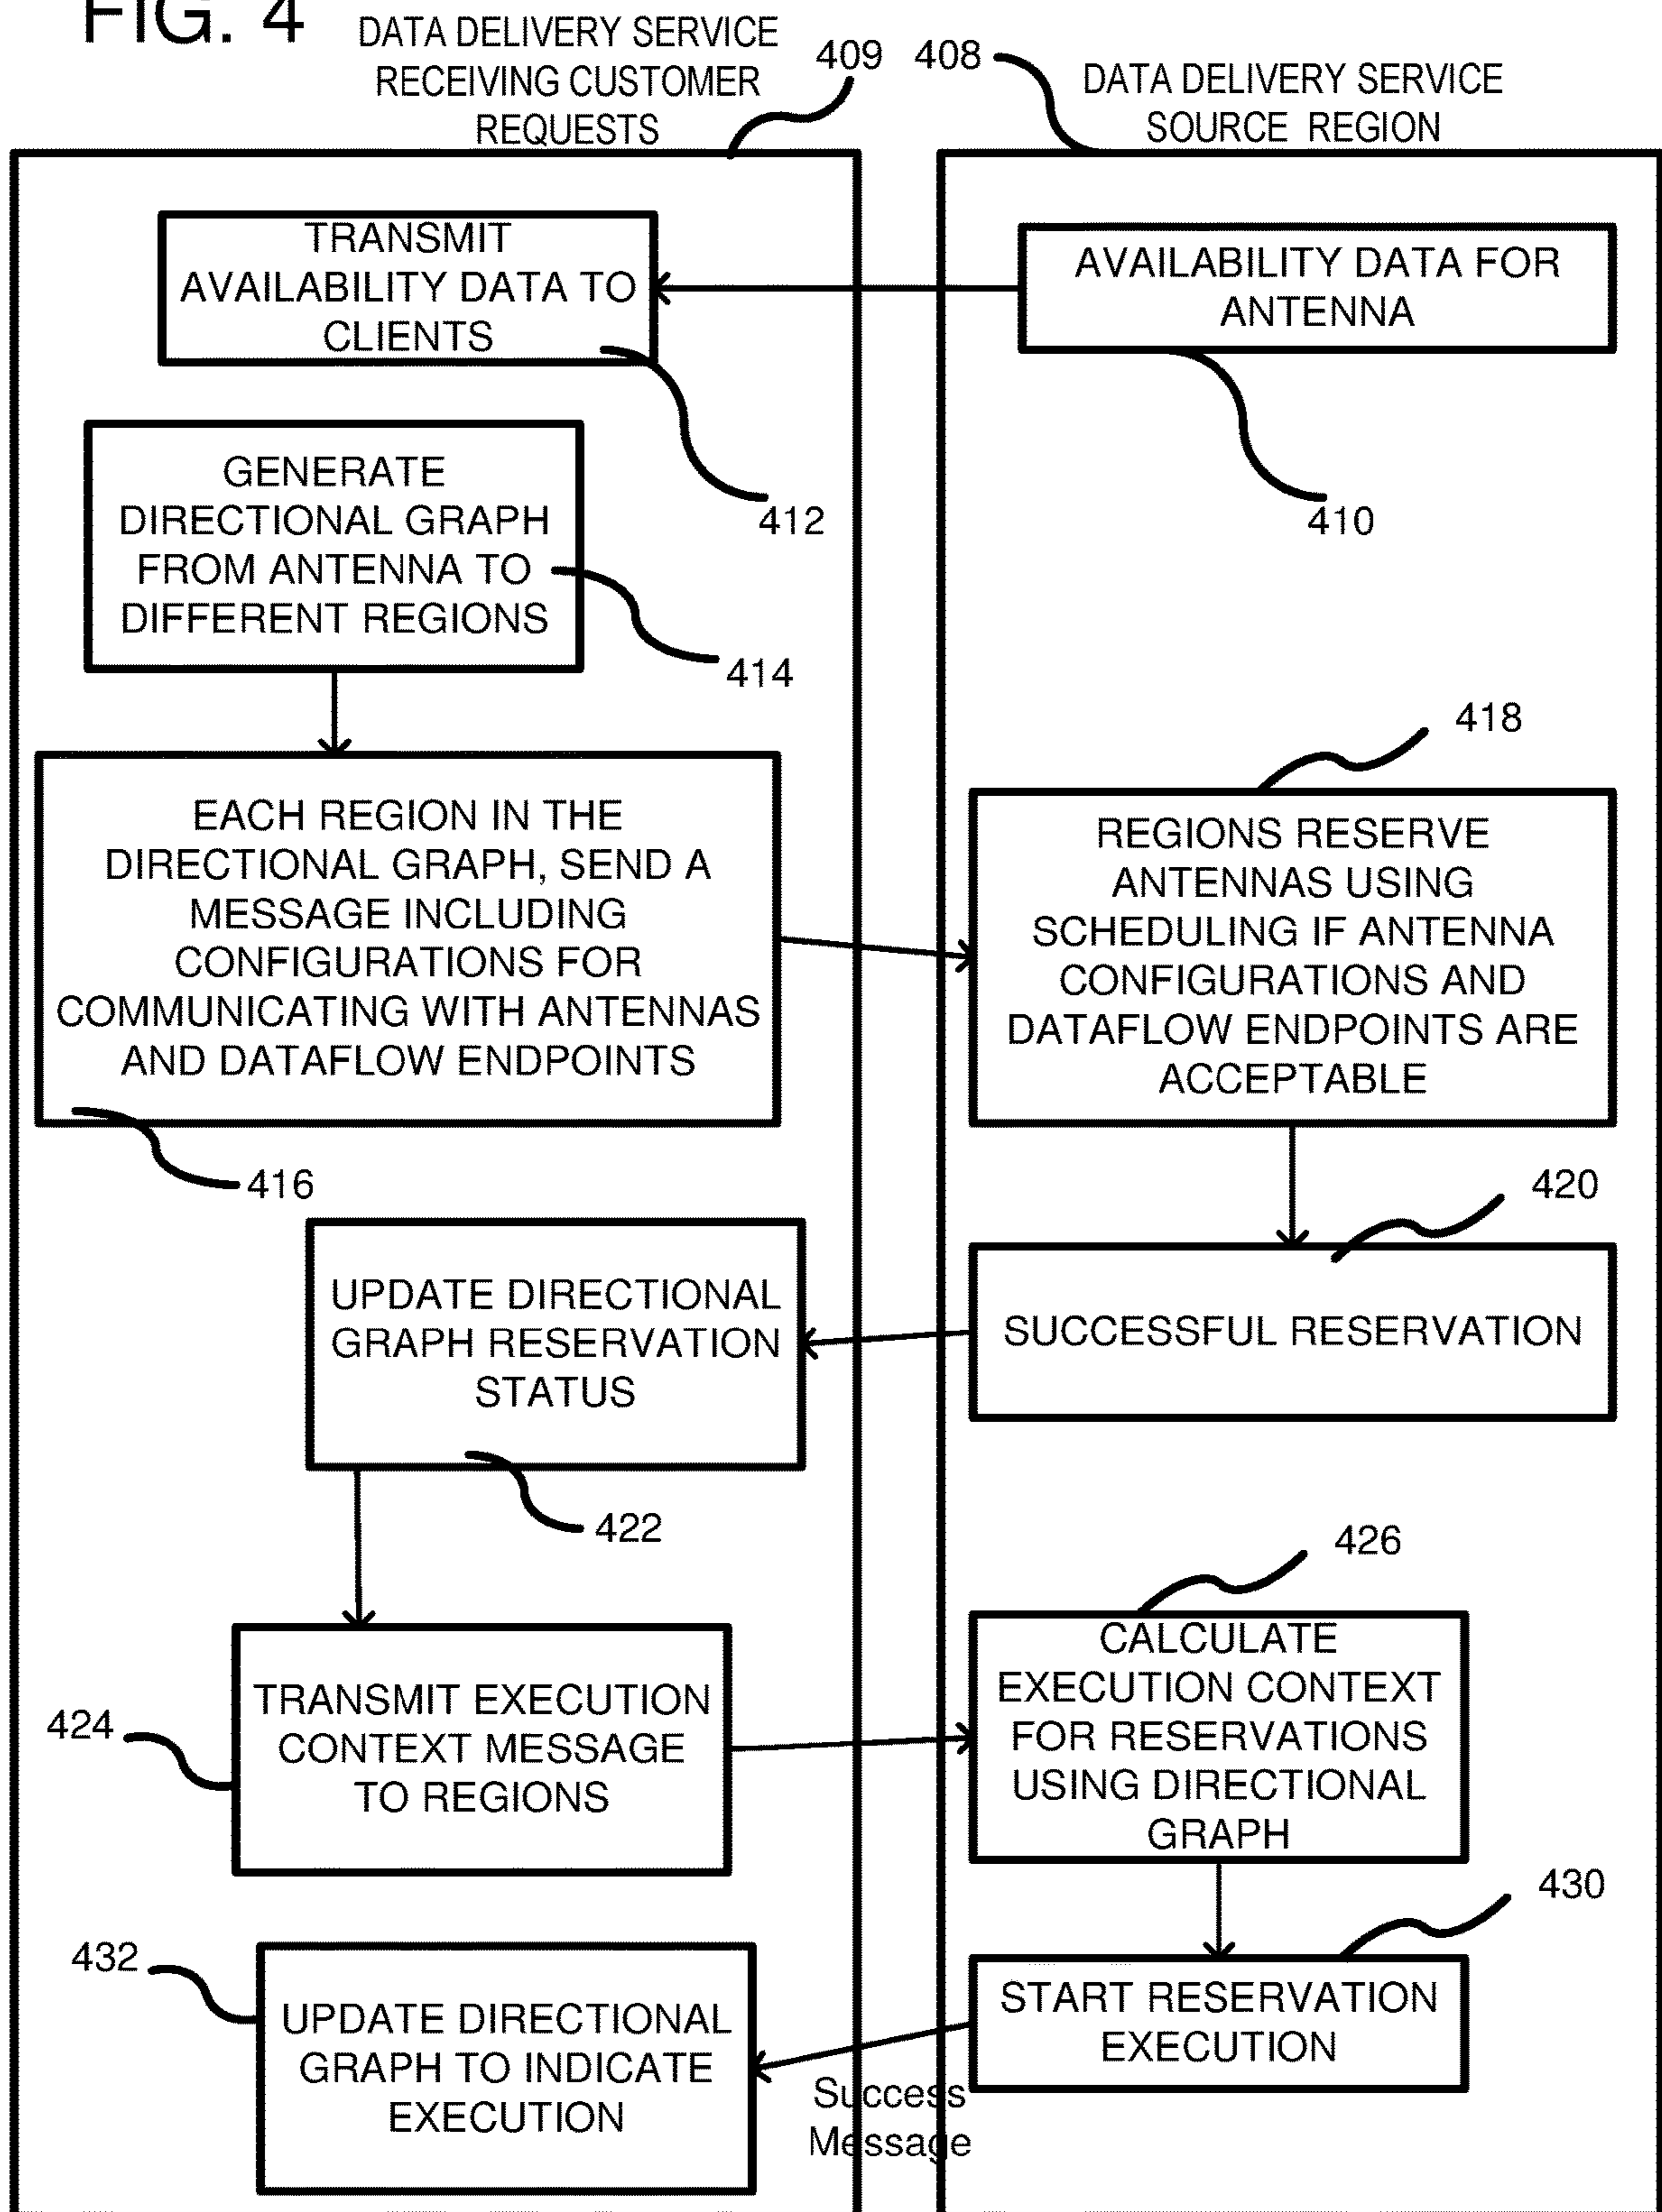 FIG. 4
DATA DELIVERY SERVICE
RECEIVING CUSTOMER
REQUESTS
409
408
DATA DELIVERY SERVICE
SOURCE REGION
TRANSMIT
AVAILABILITY DATA TO
CLIENTS
412
AVAILABILITY DATA FOR
ANTENNA
410
GENERATE
DIRECTIONAL GRAPH
FROM ANTENNA TO
DIFFERENT REGIONS
414
EACH REGION IN THE
DIRECTIONAL GRAPH, SEND A
MESSAGE INCLUDING
CONFIGURATIONS FOR
COMMUNICATING WITH ANTENNAS
AND DATAFLOW ENDPOINTS
416
418
REGIONS RESERVE
ANTENNAS USING
SCHEDULING IF ANTENNA
CONFIGURATIONS AND
DATAFLOW ENDPOINTS ARE
ACCEPTABLE
420
SUCCESSFUL RESERVATION
UPDATE DIRECTIONAL
GRAPH RESERVATION
STATUS
422
424
TRANSMIT EXECUTION
CONTEXT MESSAGE
TO REGIONS
426
CALCULATE
EXECUTION CONTEXT
FOR RESERVATIONS
USING DIRECTIONAL
GRAPH
430
START RESERVATION
EXECUTION
432
UPDATE DIRECTIONAL
GRAPH TO INDICATE
EXECUTION
Success
Message